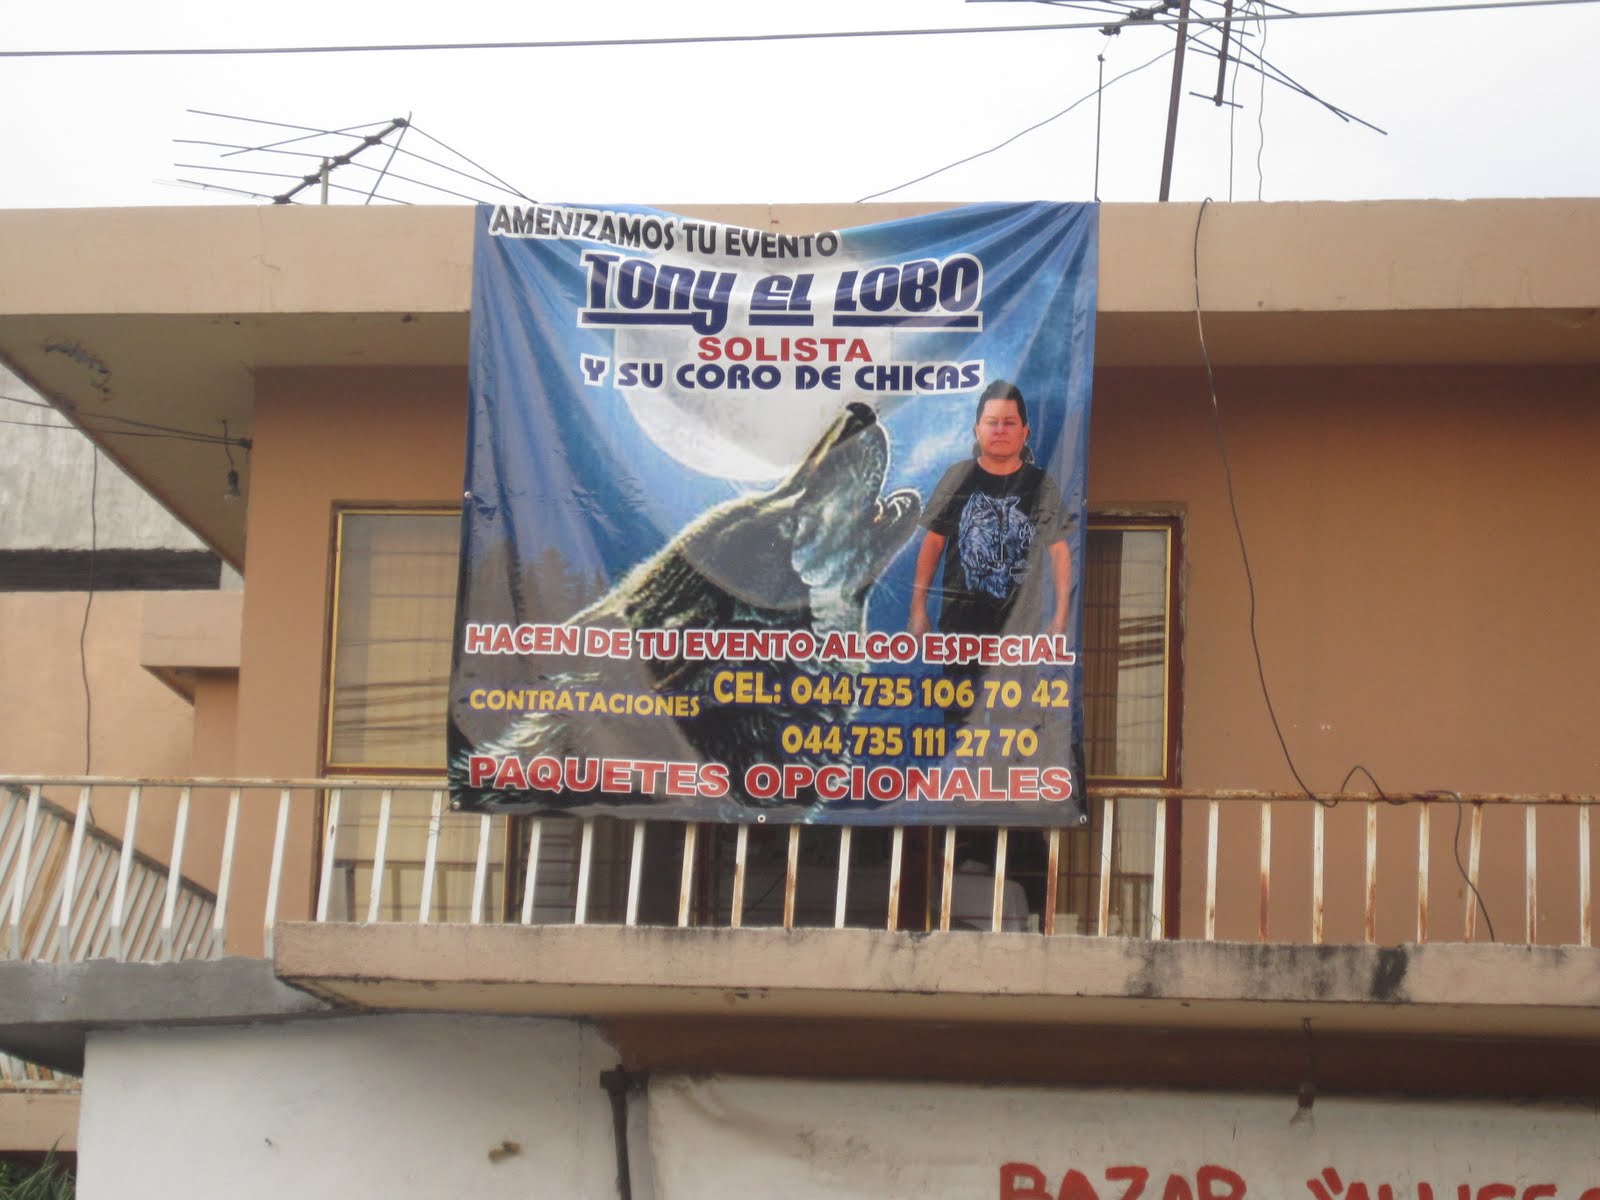 AMENIZAMOS TU EVENTO
TONY EL LOBO
SOLISTA
Y SU CORO DE CHICAS
HACEN DE TU EVENTO ALGO ESPECIAL
CONTRATACIONES CEL: 044 735 106 70 42
044 735 111 27 70
PAQUETES OPCIONALES
BAZAR